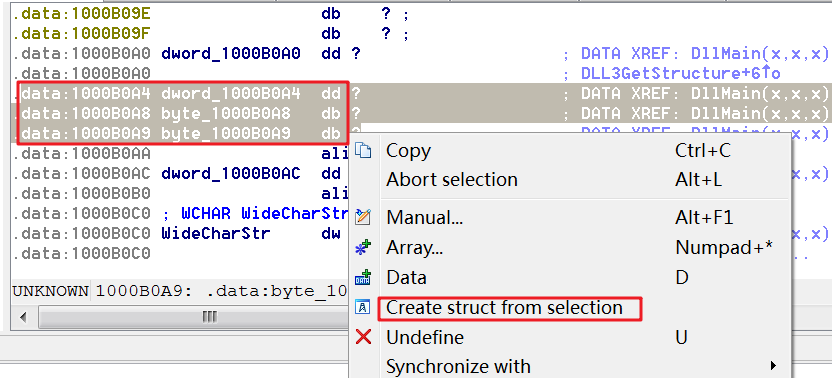 .data:1000B09E db ? ;
.data:1000B09F db ? ;
.data:1000B0A0 dword_1000B0A0 dd ? ; DATA XREF: DllMain(x,x,x)
.data:1000B0A0 ; DLL3GetStructure+6↑o
.data:1000B0A4 dword_1000B0A4 dd ? ; DATA XREF: DllMain(x,x,x)
.data:1000B0A8 byte_1000B0A8 db ? ; DATA XREF: DllMain(x,x,x)
.data:1000B0A9 byte_1000B0A9 db ? ; DATA XREF: DllMain(x,x,x)
.data:1000B0AA ali
.data:1000B0AC dword_1000B0AC dd x)
.data:1000B0B0 ali
.data:1000B0C0 ; WCHAR WideCharStr
.data:1000B0C0 WideCharStr dw x)
.data:1000B0C0 ..
UNKNOWN 1000B0A9: .data:byte_10
Copy Ctrl+C
Abort selection Alt+L
Manual... Alt+F1
Array... Numpad+*
Data D
Create struct from selection
Undefine U
Synchronize with